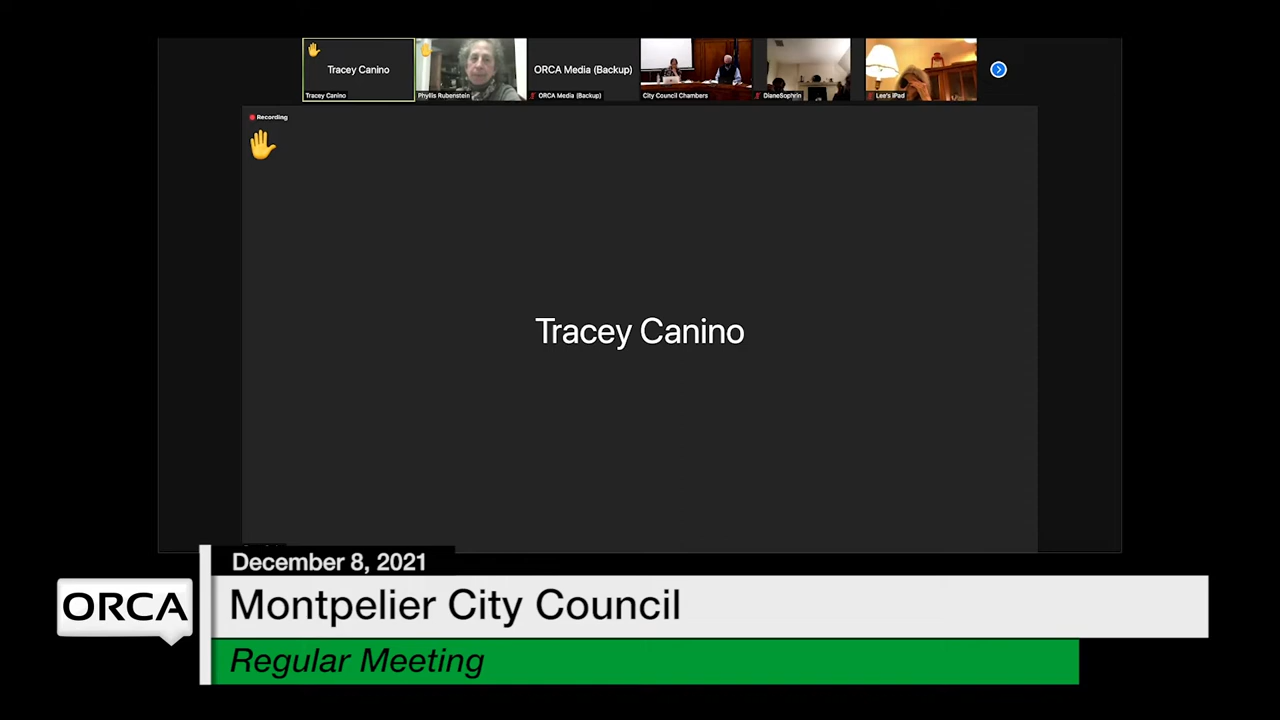 Tracey Canino
ORCA Media (Backup)
Tracey Canino
Phyllis Rubenstein
ORCA Media (Backup)
City Council Chambers
DianeSophrin
Lee's iPad
Recording
Tracey Canino
December 8, 2021
ORCA
Montpelier City Council
Regular Meeting